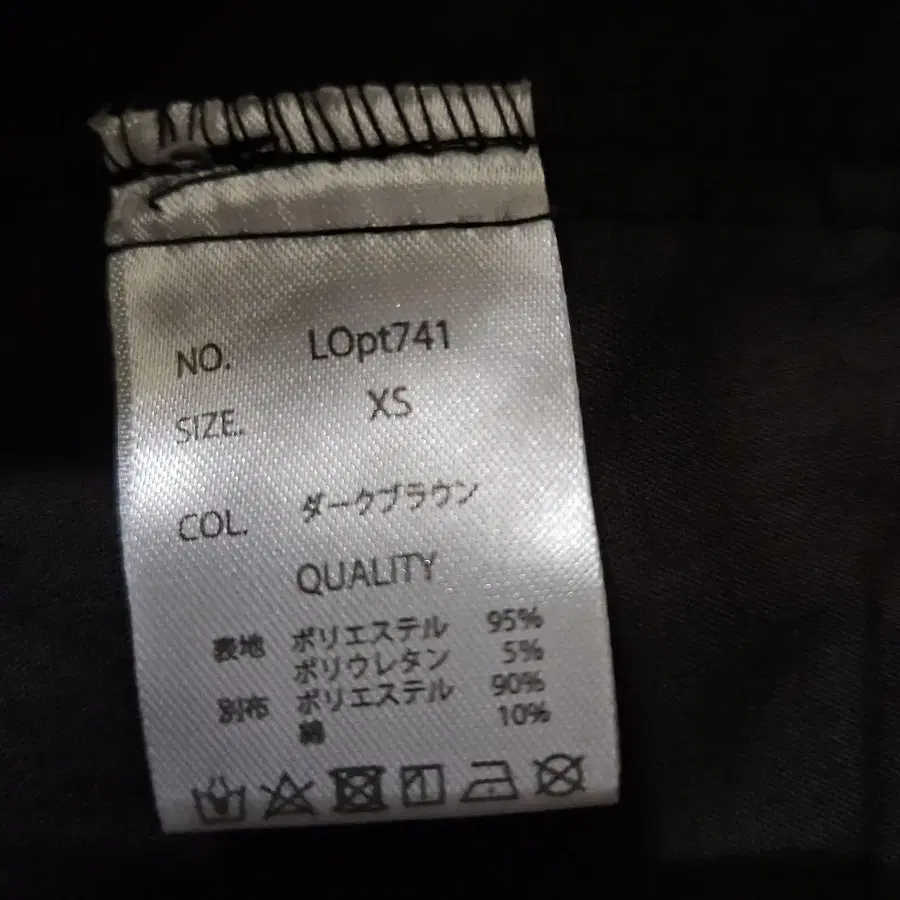 NO. LOpt741
SIZE. XS
COL. ダークブラウン
QUALITY
表地 ポリエステル 95%
ポリウレタン 5%
別布 ポリエステル 90%
綿 10%